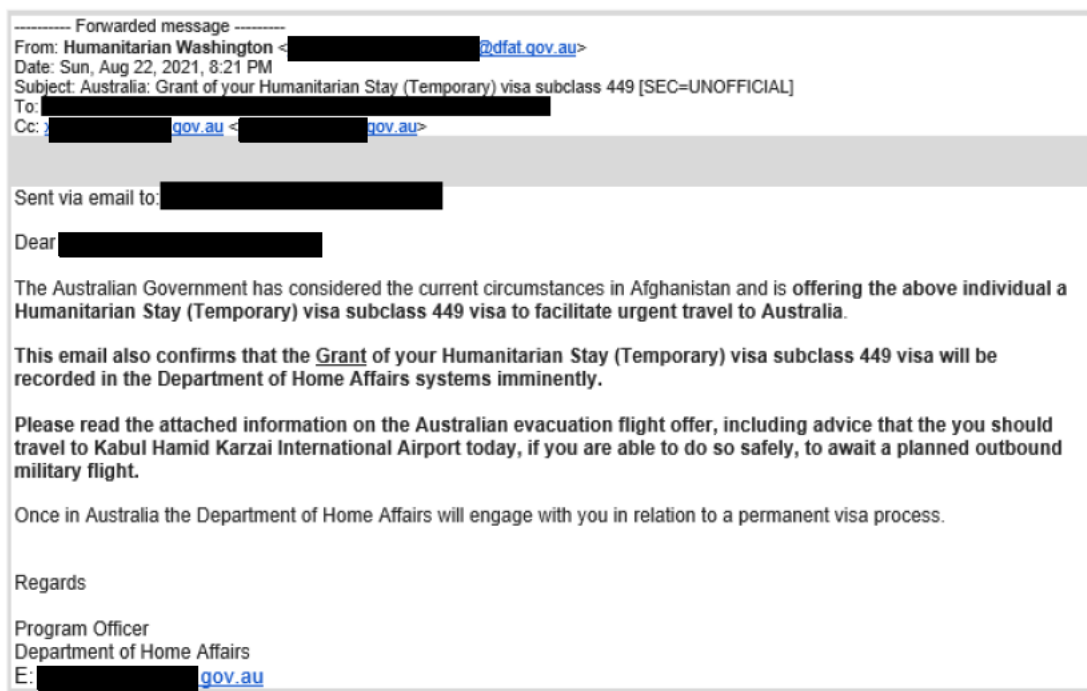 ---------- Forwarded message ---------
From: Humanitarian Washington < @dfat.gov.au>
Date: Sun, Aug 22, 2021, 8:21 PM
Subject: Australia: Grant of your Humanitarian Stay (Temporary) visa subclass 449 [SEC=UNOFFICIAL]
To:
Cc: gov.au < gov.au>
Sent via email to:
Dear
The Australian Government has considered the current circumstances in Afghanistan and is offering the above individual a
Humanitarian Stay (Temporary) visa subclass 449 visa to facilitate urgent travel to Australia.
This email also confirms that the Grant of your Humanitarian Stay (Temporary) visa subclass 449 visa will be
recorded in the Department of Home Affairs systems imminently.
Please read the attached information on the Australian evacuation flight offer, including advice that the you should
travel to Kabul Hamid Karzai International Airport today, if you are able to do so safely, to await a planned outbound
military flight.
Once in Australia the Department of Home Affairs will engage with you in relation to a permanent visa process.
Regards
Program Officer
Department of Home Affairs
E: .gov.au